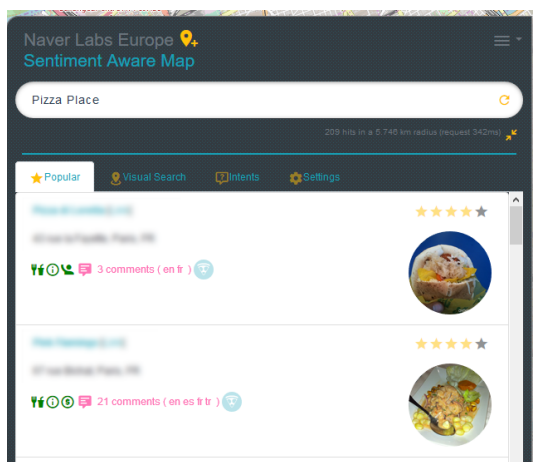 Naver Labs Europe
Sentiment Aware Map
Pizza Place
209 hits in a 5.746 km radius (request 342ms)
Popular Visual Search Intents Settings
3 comments ( en fr )
21 comments ( en es fr tr )